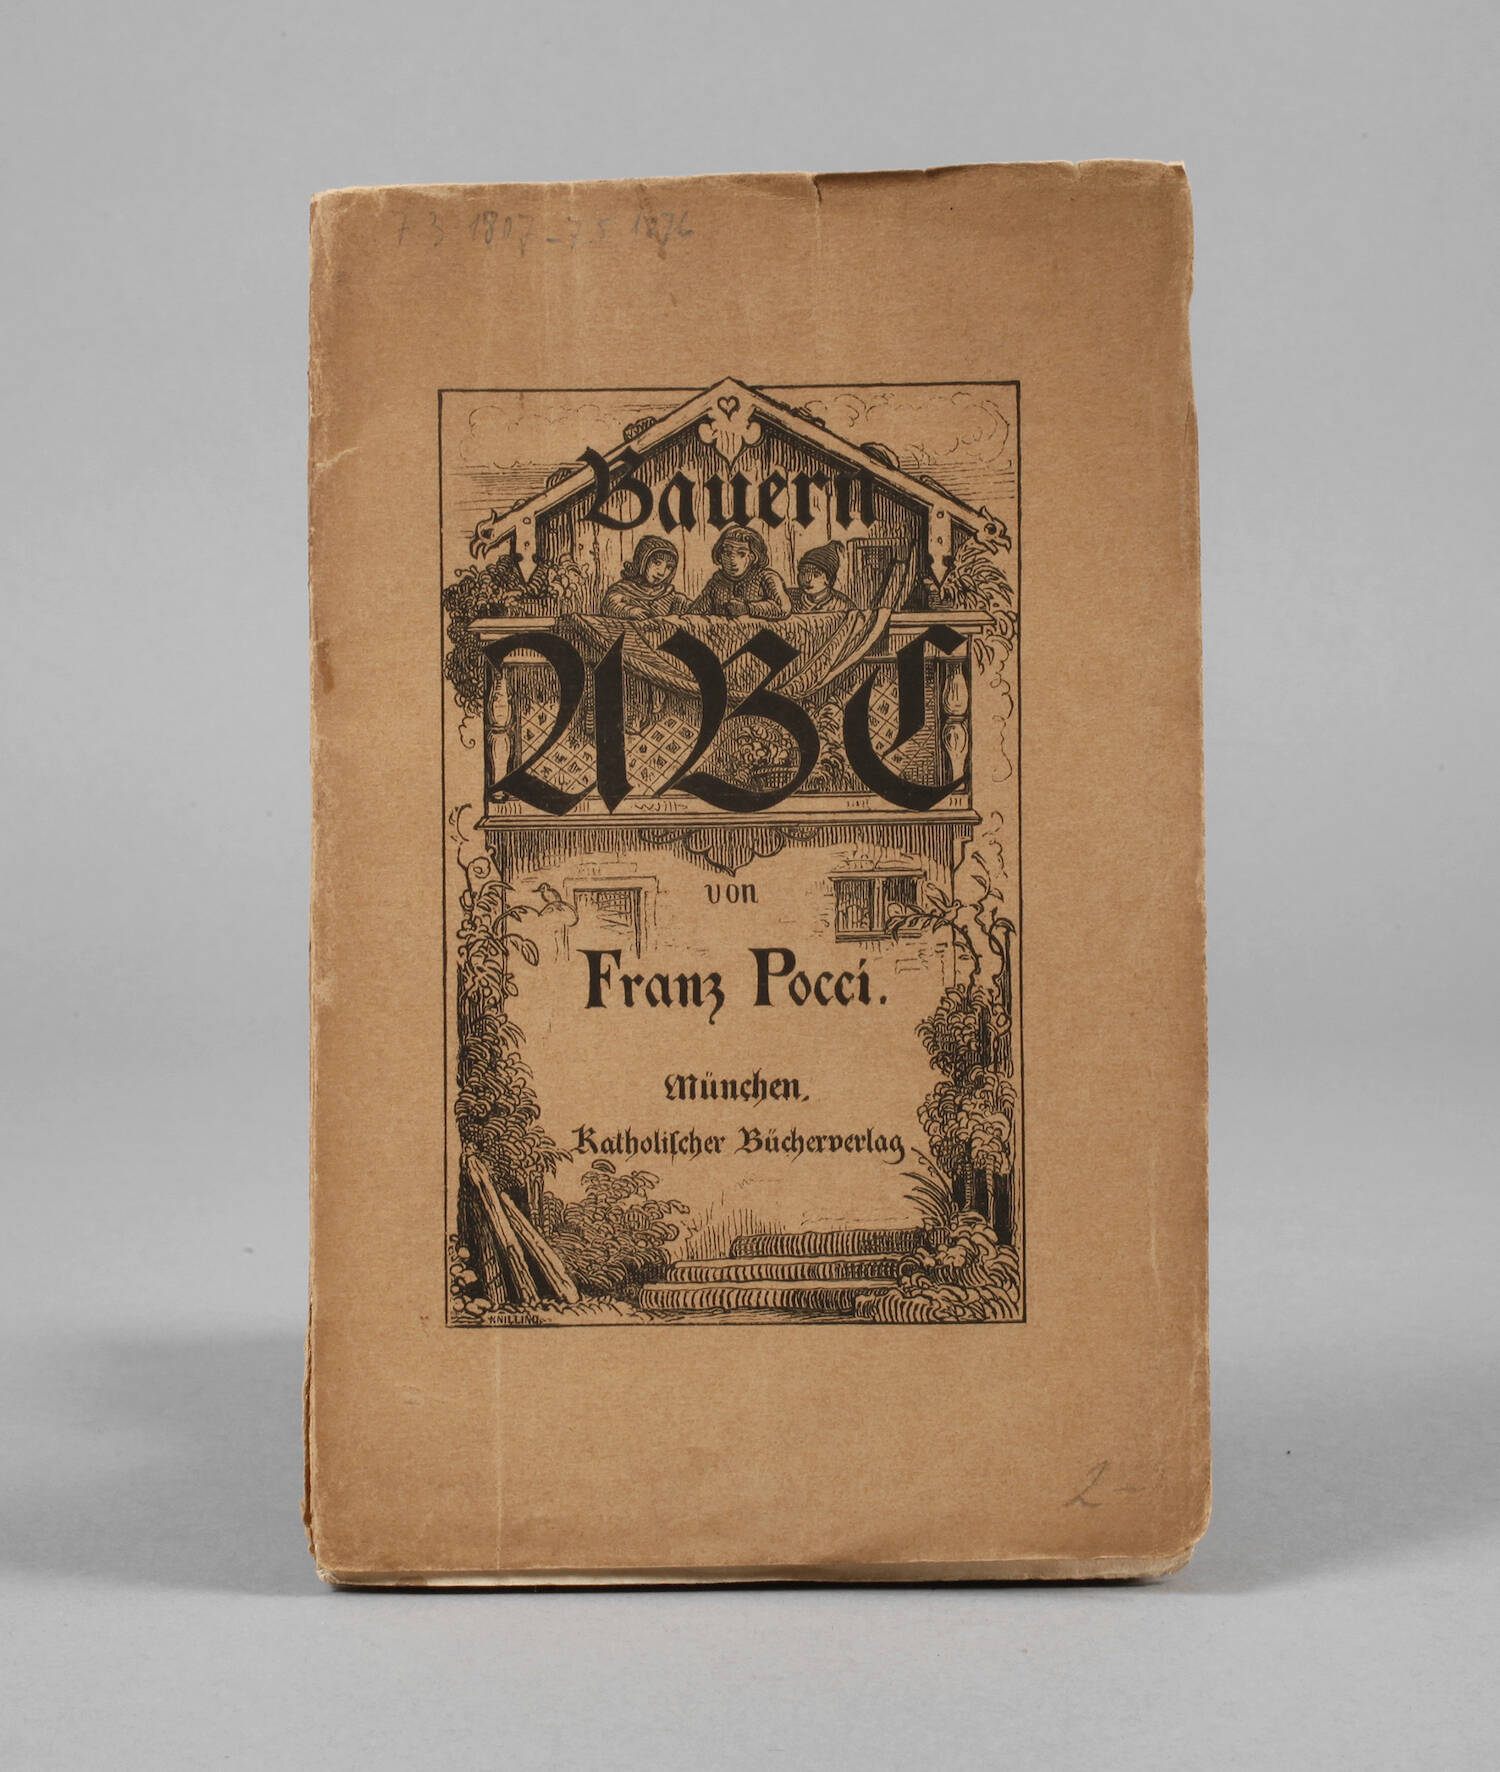 7 3 1807 - 7 5 1876
Bauern
ABC
von
Franz Pocci.
München,
Katholiſcher Bücherverlag
KNILLING.
2-